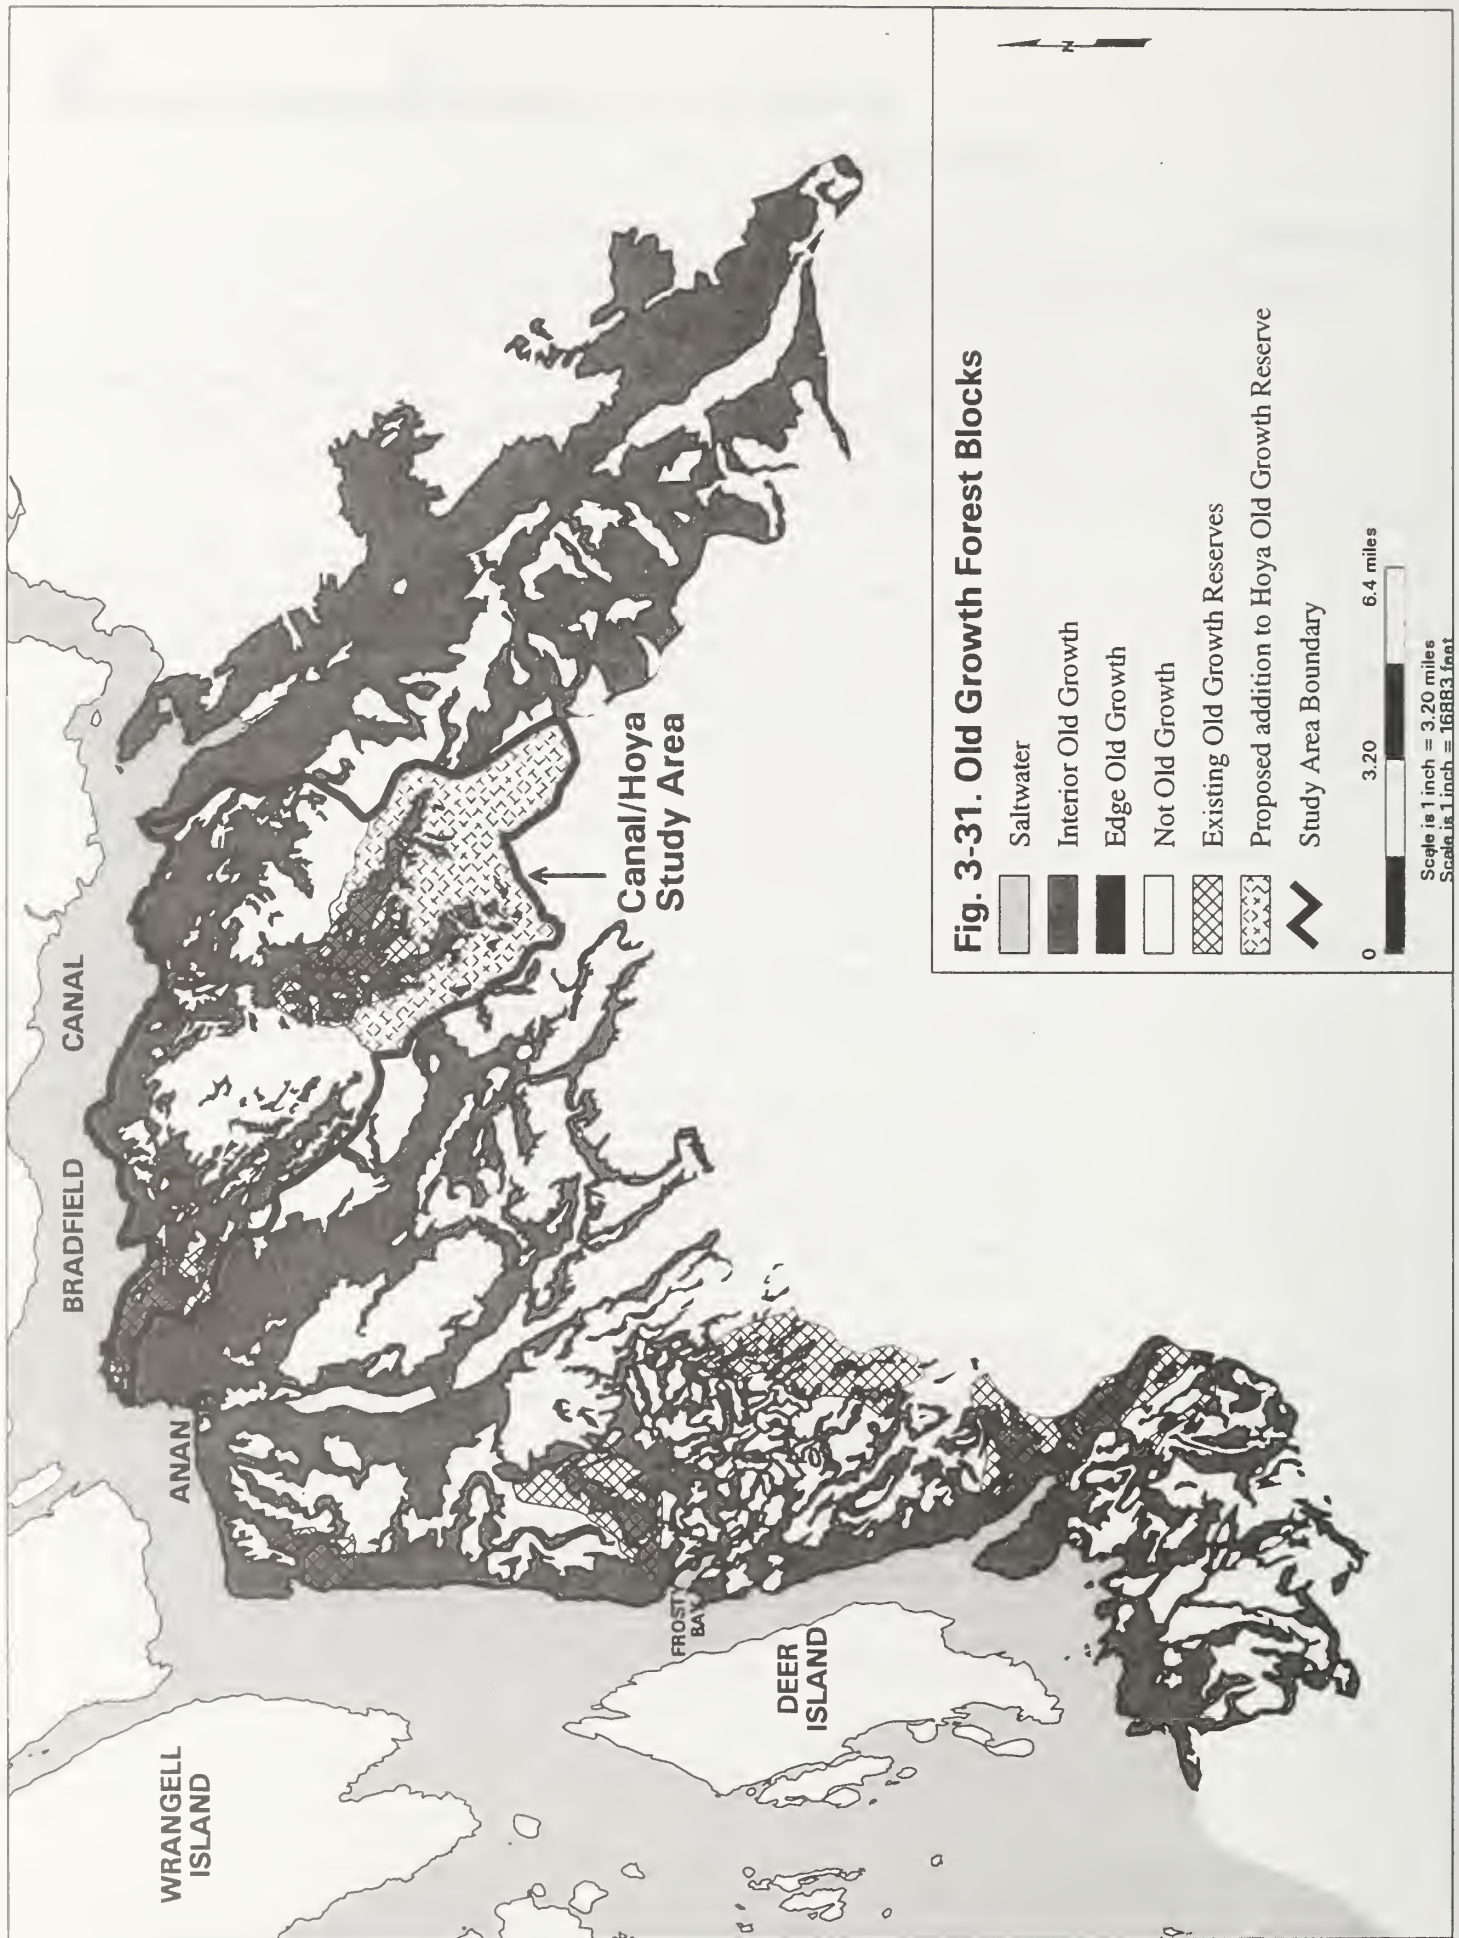 WRANGELL
ISLAND
ANAN
BRADFIELD
CANAL
FROSTY
BAY
DEER
ISLAND
Canal/Hoya
Study Area
N
Fig. 3-31. Old Growth Forest Blocks
Saltwater
Interior Old Growth
Edge Old Growth
Not Old Growth
Existing Old Growth Reserves
Proposed addition to Hoya Old Growth Reserve
Study Area Boundary
0
3.20
6.4 miles
Scale is 1 inch = 3.20 miles
Scale is 1 inch = 16883 feet